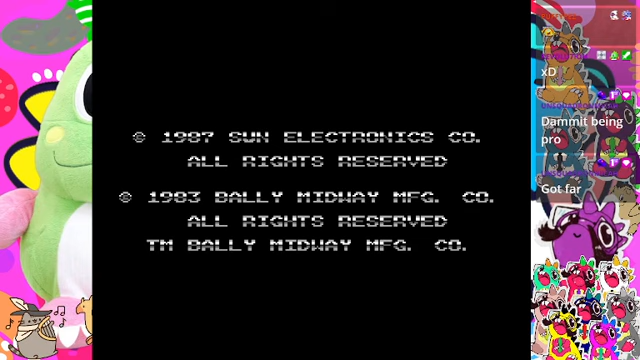 © 1987 SUN ELECTRONICS CO.
ALL RIGHTS RESERVED
© 1983 BALLY MIDWAY MFG. CO.
ALL RIGHTS RESERVED
TM BALLY MIDWAY MFG. CO.
xD
Dammit being
pro
Got far